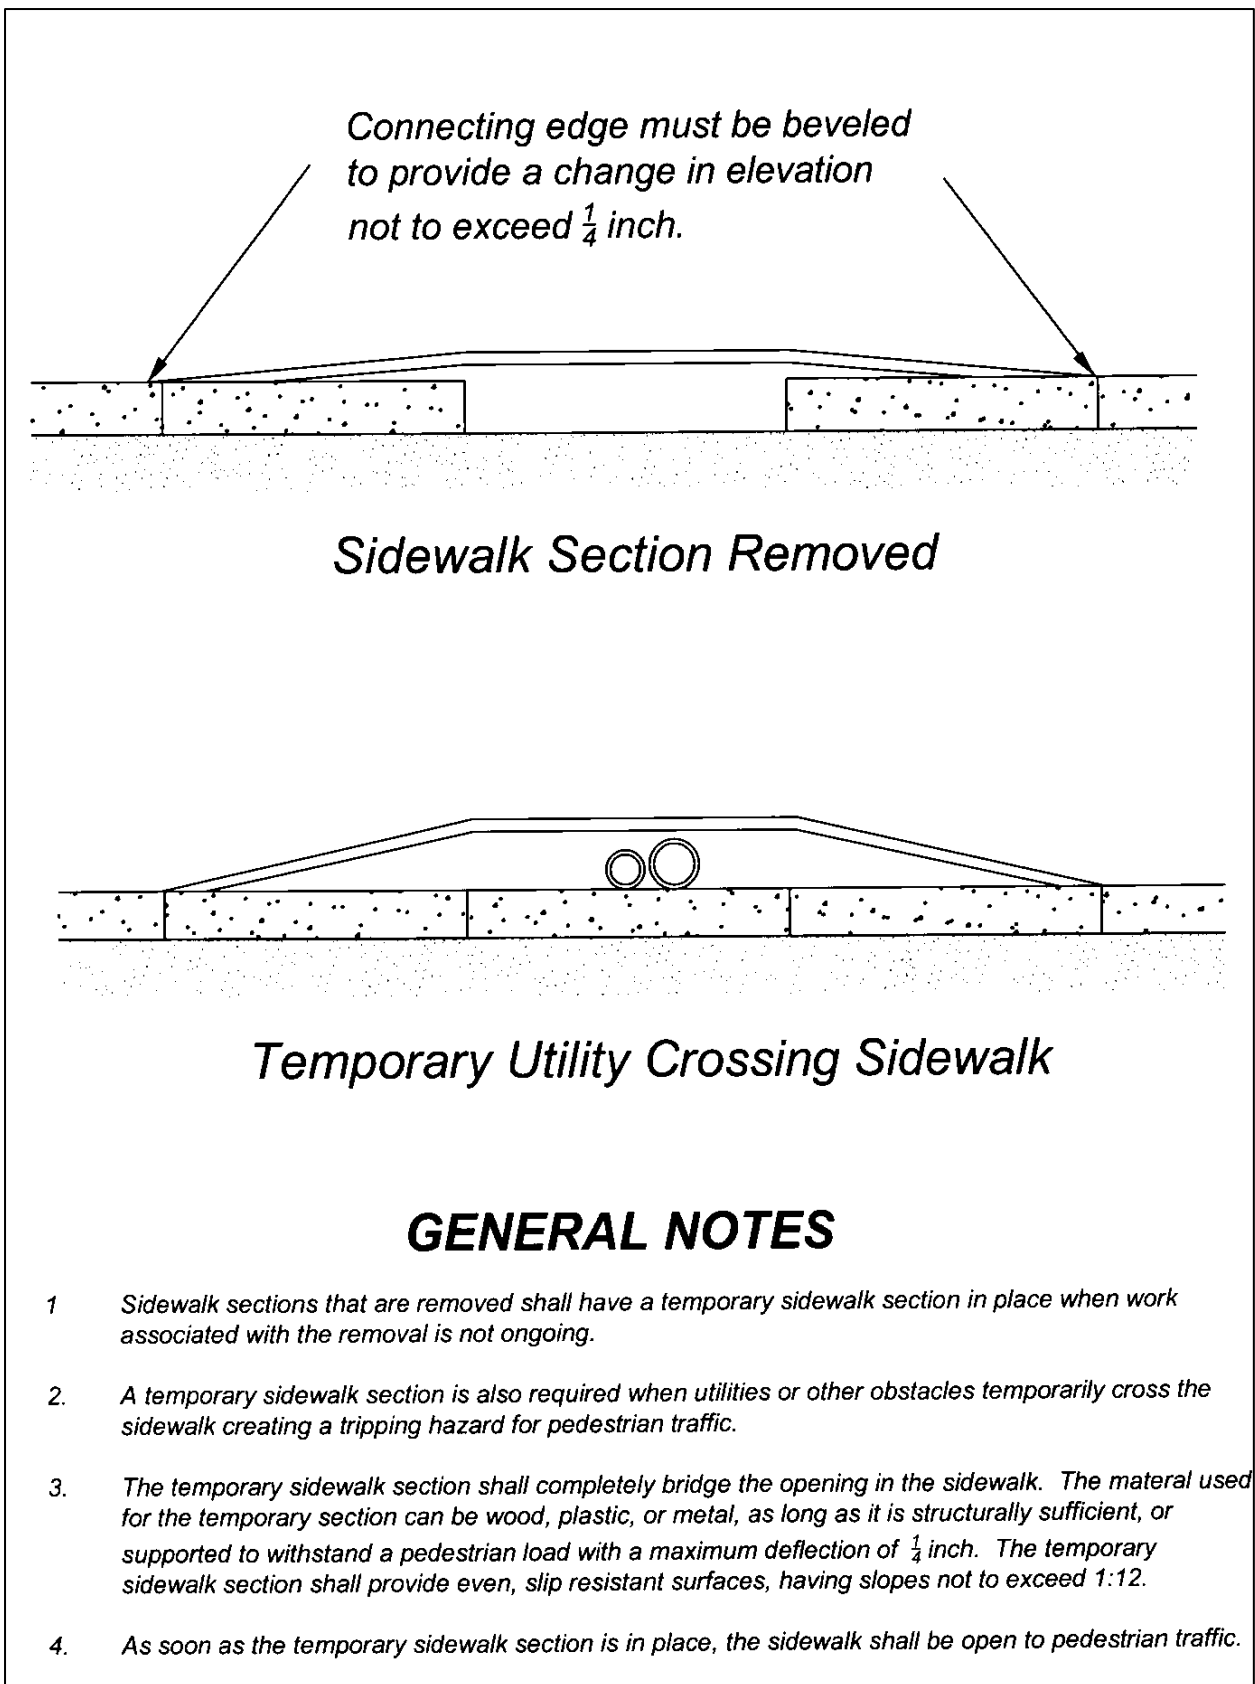 Connecting edge must be beveled
to provide a change in elevation
not to exceed 1/4 inch.
Sidewalk Section Removed
Temporary Utility Crossing Sidewalk
GENERAL NOTES
1 Sidewalk sections that are removed shall have a temporary sidewalk section in place when work
associated with the removal is not ongoing.
2. A temporary sidewalk section is also required when utilities or other obstacles temporarily cross the
sidewalk creating a tripping hazard for pedestrian traffic.
3. The temporary sidewalk section shall completely bridge the opening in the sidewalk. The materal used
for the temporary section can be wood, plastic, or metal, as long as it is structurally sufficient, or
supported to withstand a pedestrian load with a maximum deflection of 1/4 inch. The temporary
sidewalk section shall provide even, slip resistant surfaces, having slopes not to exceed 1:12.
4. As soon as the temporary sidewalk section is in place, the sidewalk shall be open to pedestrian traffic.